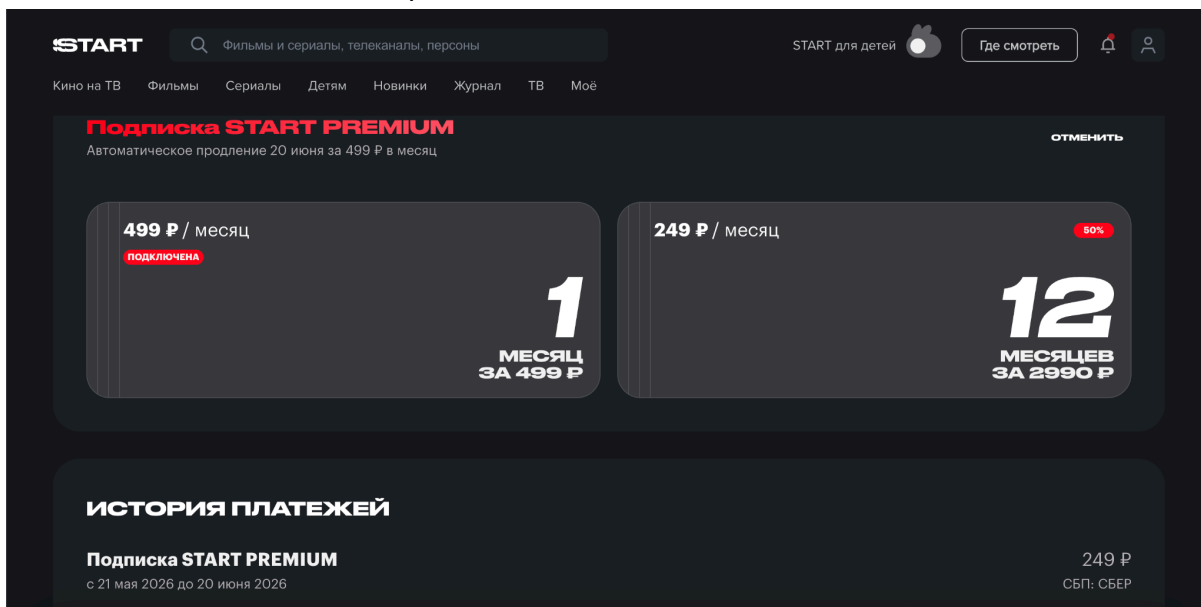 START
Фильмы и сериалы, телеканалы, персоны
START для детей
Где смотреть
Кино на ТВ Фильмы Сериалы Детям Новинки Журнал ТВ Моё
Подписка START PREMIUM
Автоматическое продление 20 июня за 499 ₽ в месяц
ОТМЕНИТЬ
499 ₽ / месяц
ПОДКЛЮЧЕНА
1
МЕСЯЦ
ЗА 499 ₽
249 ₽ / месяц
50%
12
МЕСЯЦЕВ
ЗА 2990 ₽
ИСТОРИЯ ПЛАТЕЖЕЙ
Подписка START PREMIUM
249 ₽
с 21 мая 2026 до 20 июня 2026
СБП: СБЕР